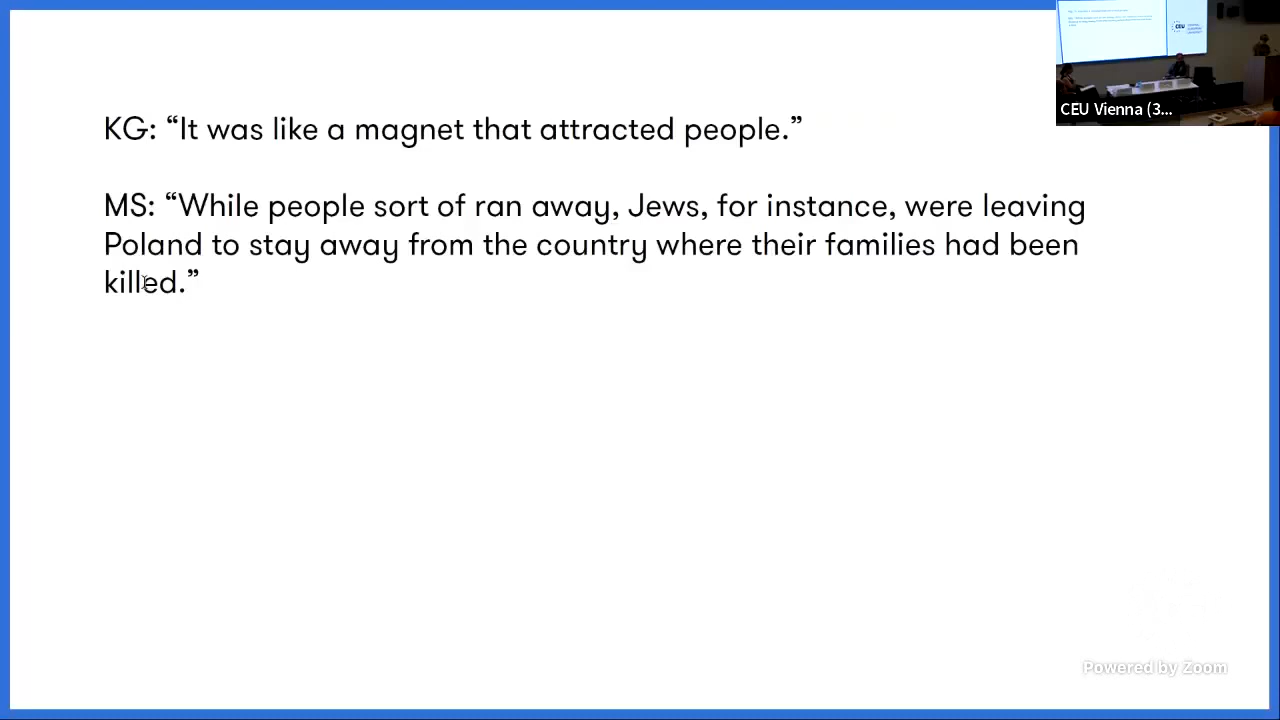 KG: “It was like a magnet that attracted people.”
MS: “While people sort of ran away, Jews, for instance, were leaving
Poland to stay away from the country where their families had been
killed.”
CEU
CEU Vienna (3...
Powered by Zoom